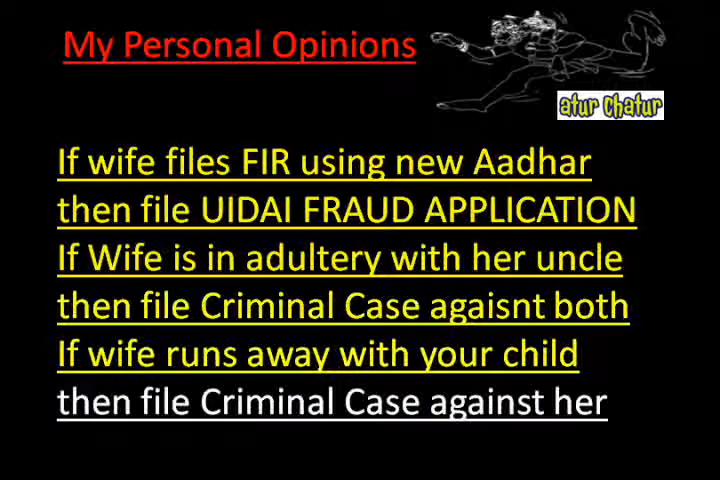 My Personal Opinions
atur chatur
If wife files FIR using new Aadhar
then file UIDAI FRAUD APPLICATION
If Wife is in adultery with her uncle
then file Criminal Case agaisnt both
If wife runs away with your child
then file Criminal Case against her